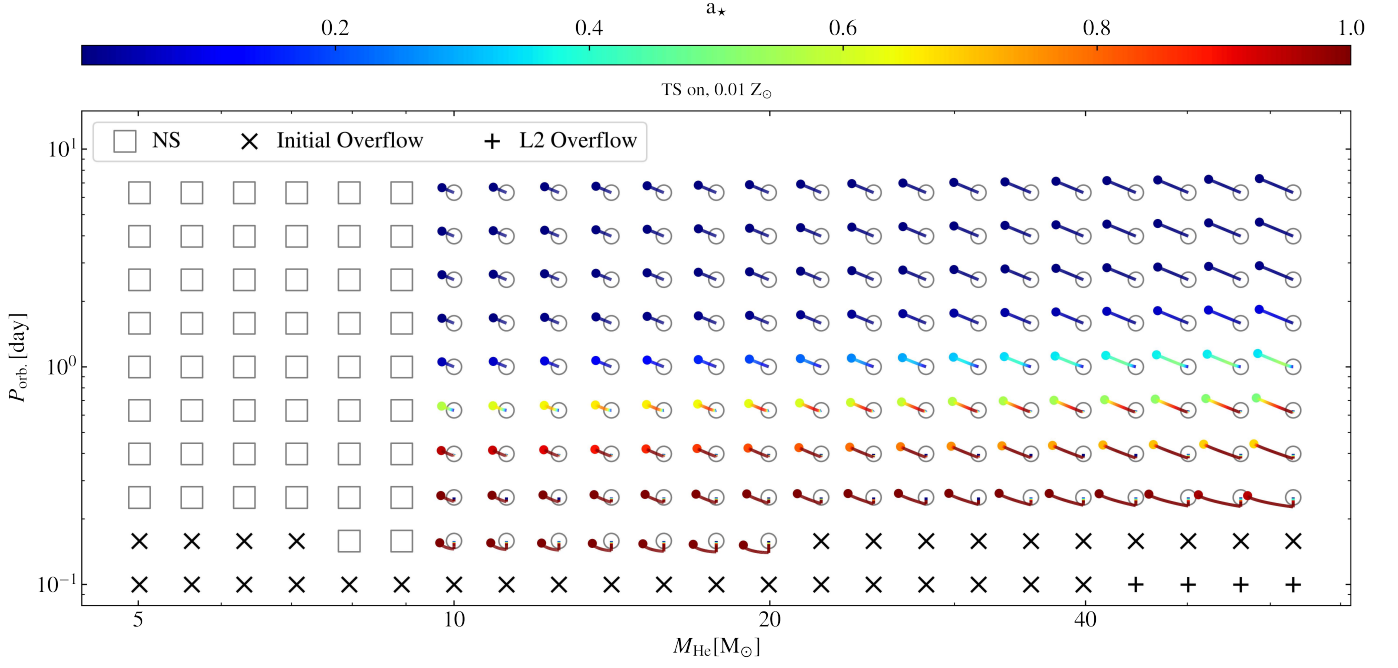 a⋆
0.2 0.4 0.6 0.8 1.0
TS on, 0.01 Z⊙
NS Initial Overflow L2 Overflow
10¹
10⁰
10⁻¹
P_orb. [day]
5 10 20 40
M_He[M⊙]